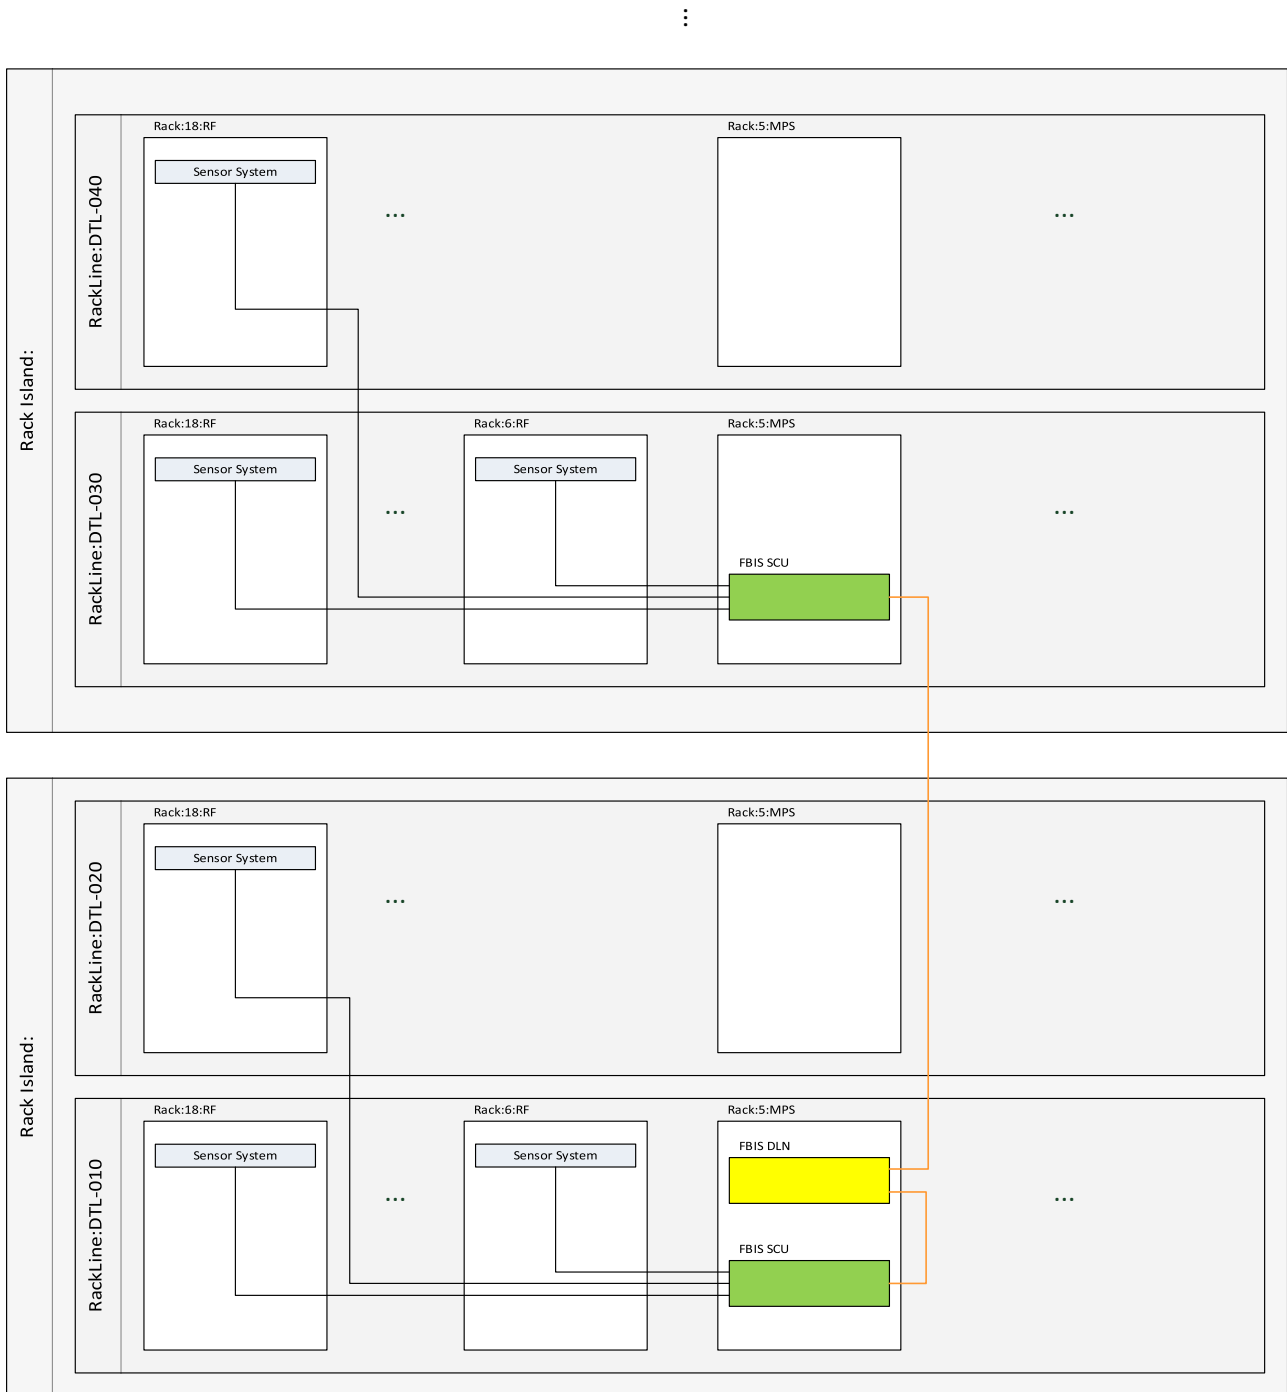 ⋮
Rack Island:
RackLine:DTL-040
Rack:18:RF
Sensor System
...
Rack:5:MPS
...
RackLine:DTL-030
Rack:18:RF
Sensor System
...
Rack:6:RF
Sensor System
Rack:5:MPS
FBIS SCU
...
Rack Island:
RackLine:DTL-020
Rack:18:RF
Sensor System
...
Rack:5:MPS
...
RackLine:DTL-010
Rack:18:RF
Sensor System
...
Rack:6:RF
Sensor System
Rack:5:MPS
FBIS DLN
FBIS SCU
...